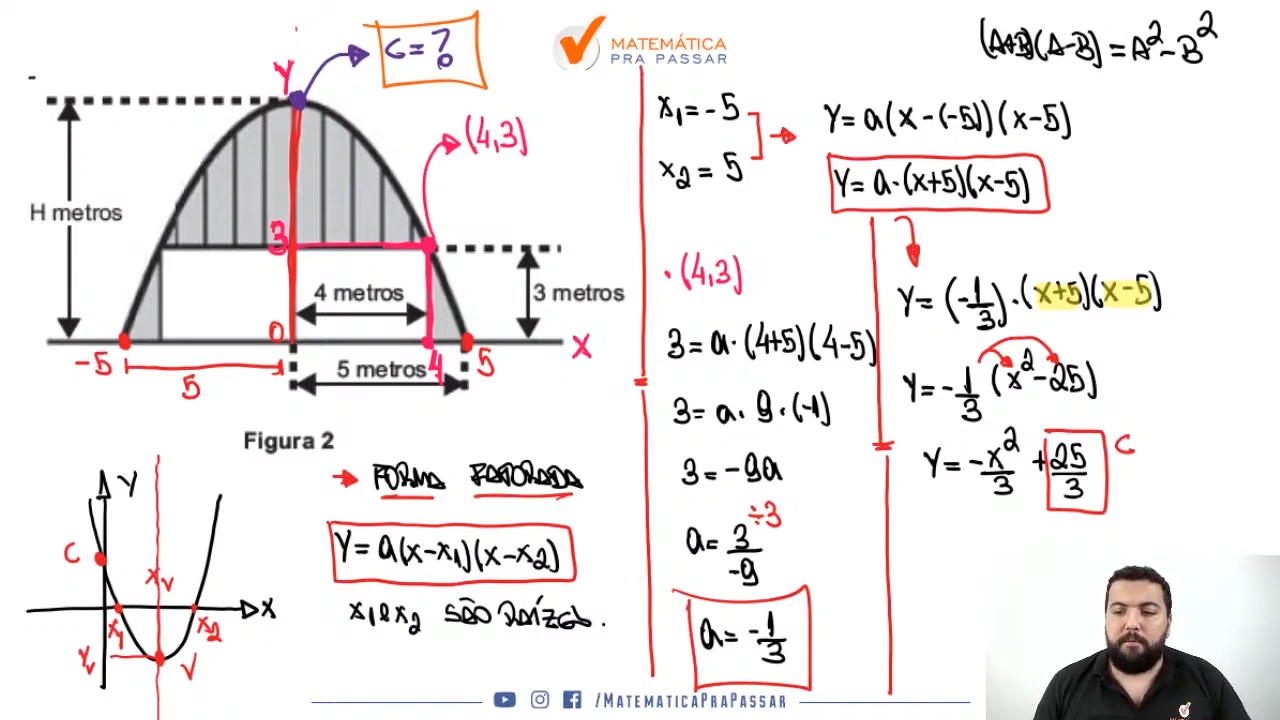 C = ?
MATEMÁTICA
PRA PASSAR
(A+B)(A-B) = A² - B²
Y
(4,3)
H metros
3
4 metros
3 metros
0
X
-5
5
5 metros
4
5
Figura 2
Y
C
X
x₁
xᵥ
x₂
Yᵥ
V
→ FORMA FATORADA
Y = a(x-x₁)(x-x₂)
x₁ e x₂ SÃO RAÍZES.
x₁ = -5
x₂ = 5
· (4,3)
3 = a · (4+5)(4-5)
3 = a · 9 · (-1)
3 = -9a
a = 3/-9 ÷3
a = -1/3
Y = a(x-(-5))(x-5)
Y = a · (x+5)(x-5)
Y = (-1/3) · (x+5)(x-5)
Y = -1/3 (x² - 25)
Y = -x²/3 + 25/3 C
/MatematicaPraPassar